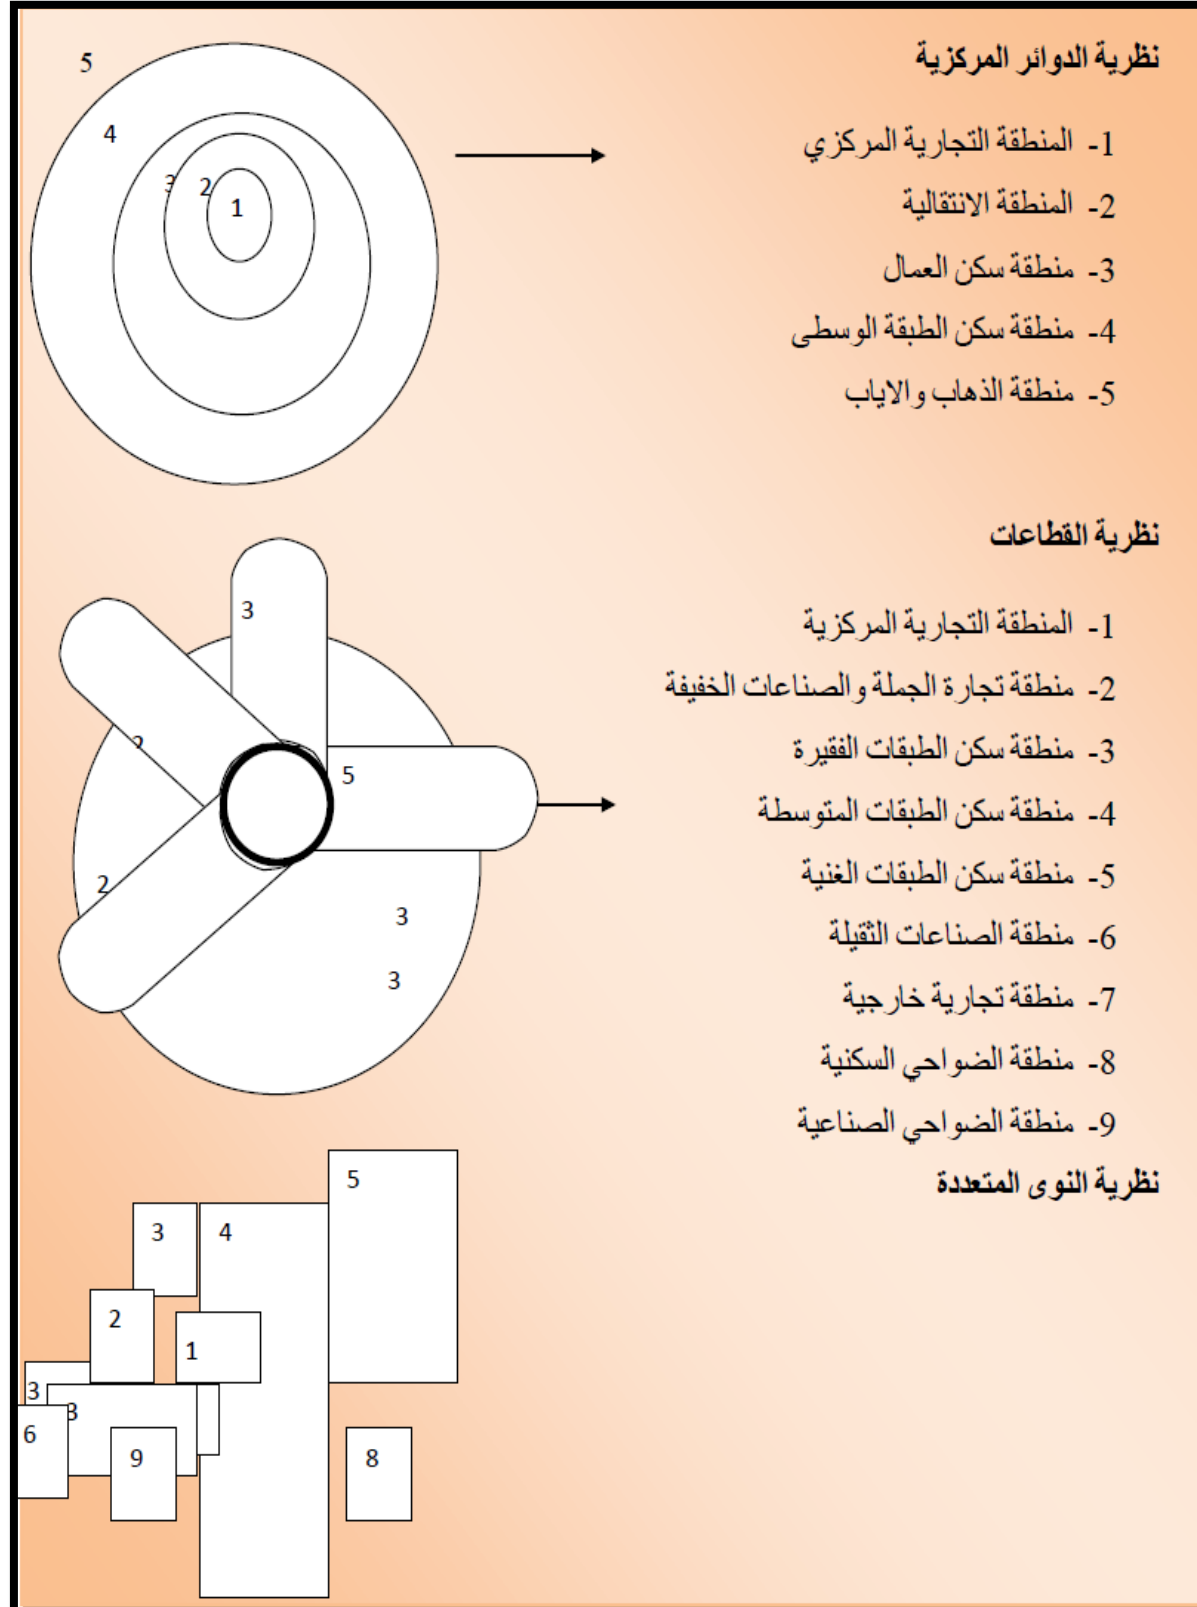 نظرية الدوائر المركزية
1- المنطقة التجارية المركزي
2- المنطقة الانتقالية
3- منطقة سكن العمال
4- منطقة سكن الطبقة الوسطى
5- منطقة الذهاب والاياب
5
4
3
2
1
نظرية القطاعات
1- المنطقة التجارية المركزية
2- منطقة تجارة الجملة والصناعات الخفيفة
3- منطقة سكن الطبقات الفقيرة
4- منطقة سكن الطبقات المتوسطة
5- منطقة سكن الطبقات الغنية
6- منطقة الصناعات الثقيلة
7- منطقة تجارية خارجية
8- منطقة الضواحي السكنية
9- منطقة الضواحي الصناعية
3
2
5
2
3
3
نظرية النوى المتعددة
5
3
4
2
1
3
3
6
9
8